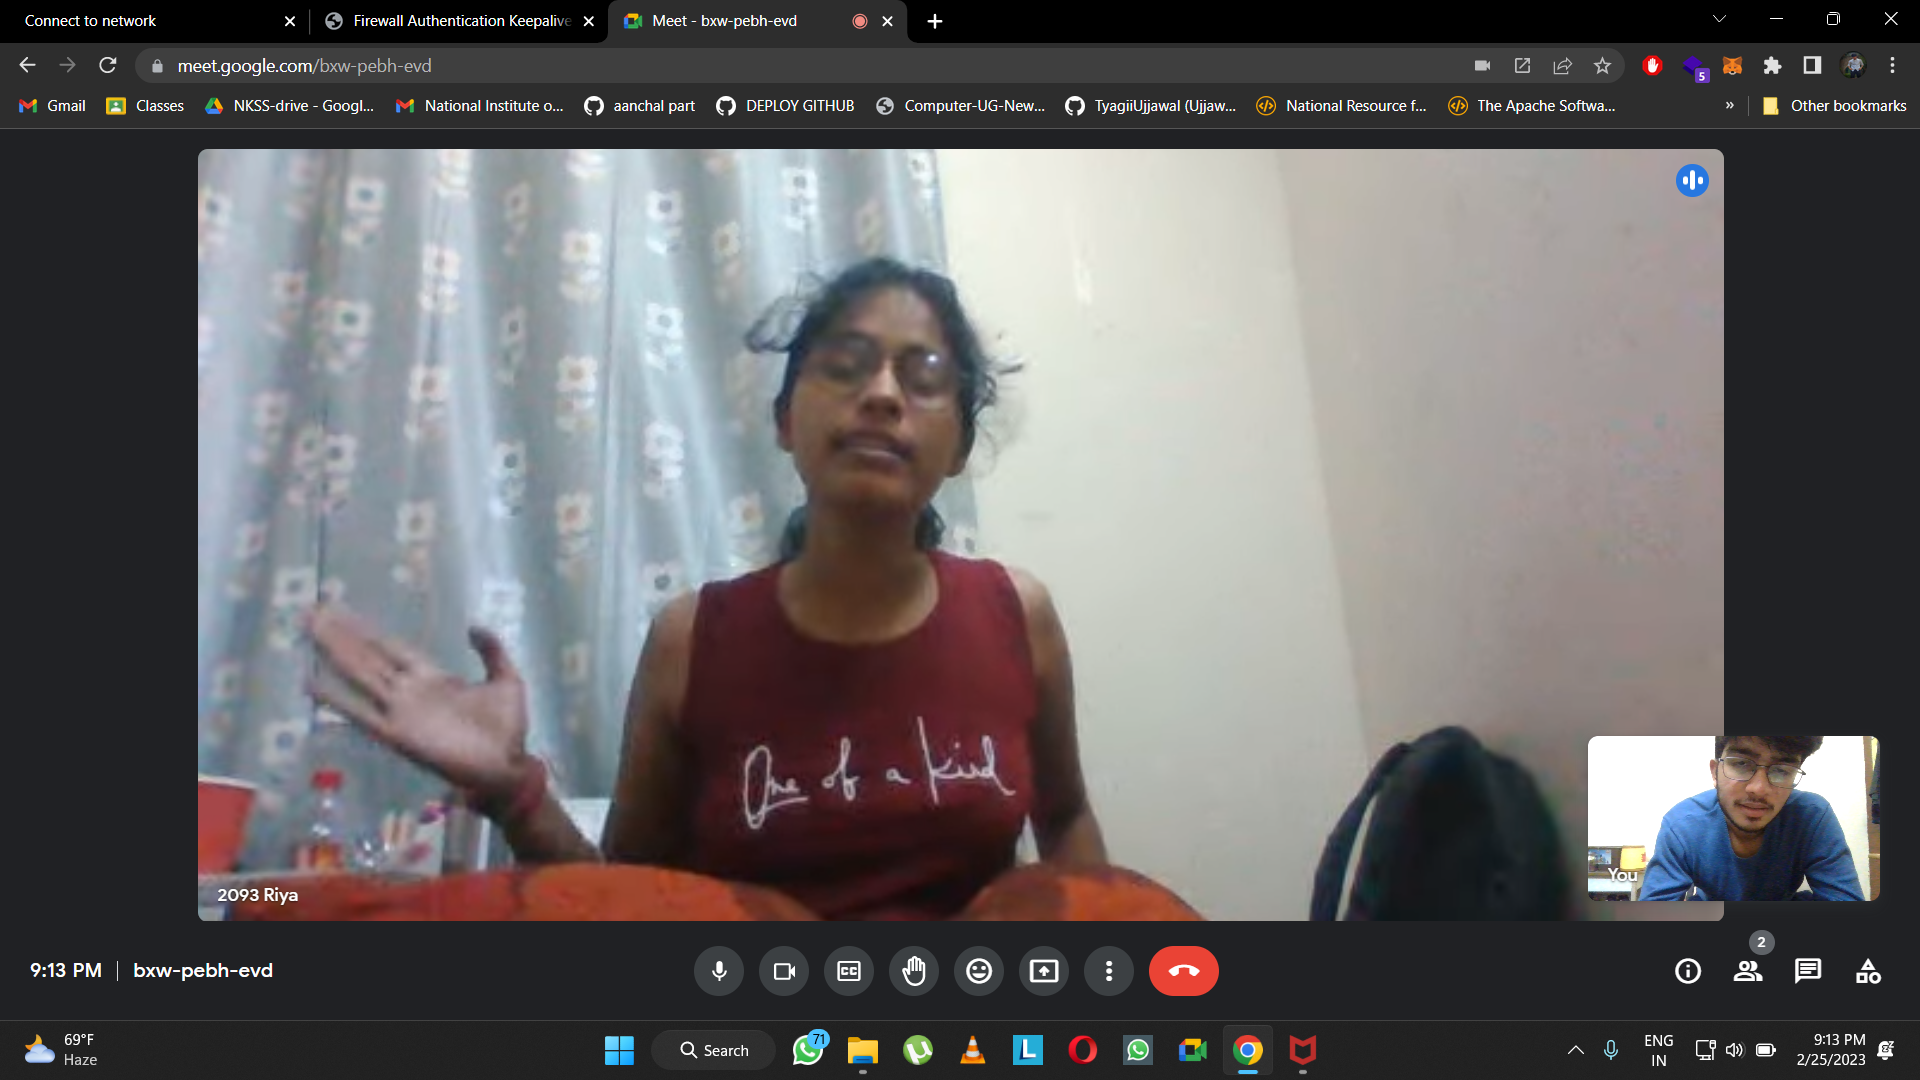 Connect to network
Firewall Authentication Keepalive
Meet - bxw-pebh-evd
meet.google.com/bxw-pebh-evd
5
Gmail
Classes
NKSS-drive - Googl...
National Institute o...
aanchal part
DEPLOY GITHUB
Computer-UG-New...
TyagiiUjjawal (Ujjaw...
National Resource f...
The Apache Softwa...
»
Other bookmarks
One of a kind
2093 Riya
You
9:13 PM | bxw-pebh-evd
CC
2
69°F
Haze
Search
71
L
ENG
IN
9:13 PM
2/25/2023